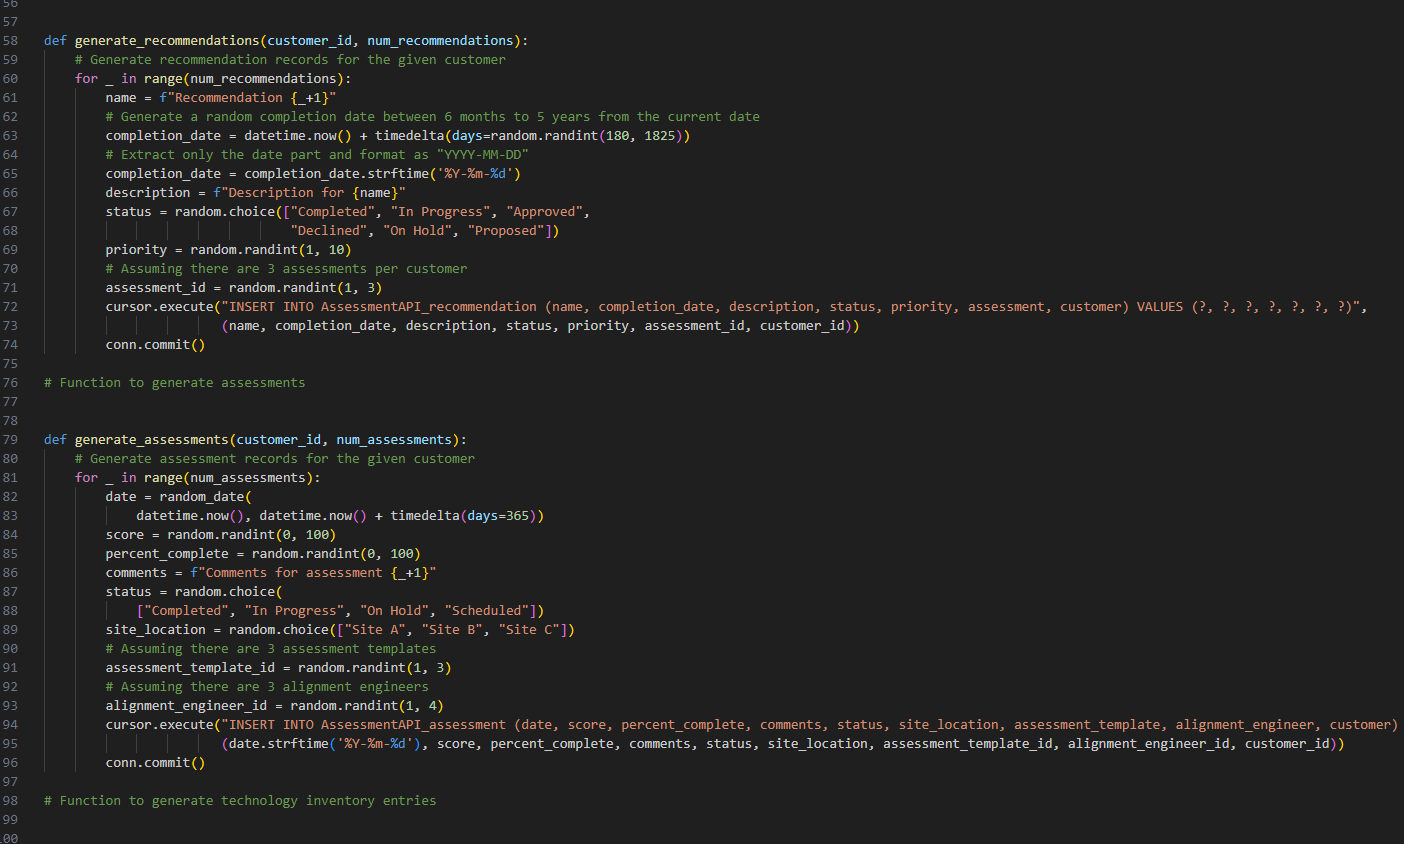 56
57
58 def generate_recommendations(customer_id, num_recommendations):
59     # Generate recommendation records for the given customer
60     for _ in range(num_recommendations):
61         name = f"Recommendation {_+1}"
62         # Generate a random completion date between 6 months to 5 years from the current date
63         completion_date = datetime.now() + timedelta(days=random.randint(180, 1825))
64         # Extract only the date part and format as "YYYY-MM-DD"
65         completion_date = completion_date.strftime('%Y-%m-%d')
66         description = f"Description for {name}"
67         status = random.choice(["Completed", "In Progress", "Approved",
68                                 "Declined", "On Hold", "Proposed"])
69         priority = random.randint(1, 10)
70         # Assuming there are 3 assessments per customer
71         assessment_id = random.randint(1, 3)
72         cursor.execute("INSERT INTO AssessmentAPI_recommendation (name, completion_date, description, status, priority, assessment, customer) VALUES (?, ?, ?, ?, ?, ?, ?)",
73                        (name, completion_date, description, status, priority, assessment_id, customer_id))
74         conn.commit()
75
76 # Function to generate assessments
77
78
79 def generate_assessments(customer_id, num_assessments):
80     # Generate assessment records for the given customer
81     for _ in range(num_assessments):
82         date = random_date(
83             datetime.now(), datetime.now() + timedelta(days=365))
84         score = random.randint(0, 100)
85         percent_complete = random.randint(0, 100)
86         comments = f"Comments for assessment {_+1}"
87         status = random.choice(
88             ["Completed", "In Progress", "On Hold", "Scheduled"])
89         site_location = random.choice(["Site A", "Site B", "Site C"])
90         # Assuming there are 3 assessment templates
91         assessment_template_id = random.randint(1, 3)
92         # Assuming there are 3 alignment engineers
93         alignment_engineer_id = random.randint(1, 4)
94         cursor.execute("INSERT INTO AssessmentAPI_assessment (date, score, percent_complete, comments, status, site_location, assessment_template, alignment_engineer, customer)
95                        (date.strftime('%Y-%m-%d'), score, percent_complete, comments, status, site_location, assessment_template_id, alignment_engineer_id, customer_id))
96         conn.commit()
97
98 # Function to generate technology inventory entries
99
100